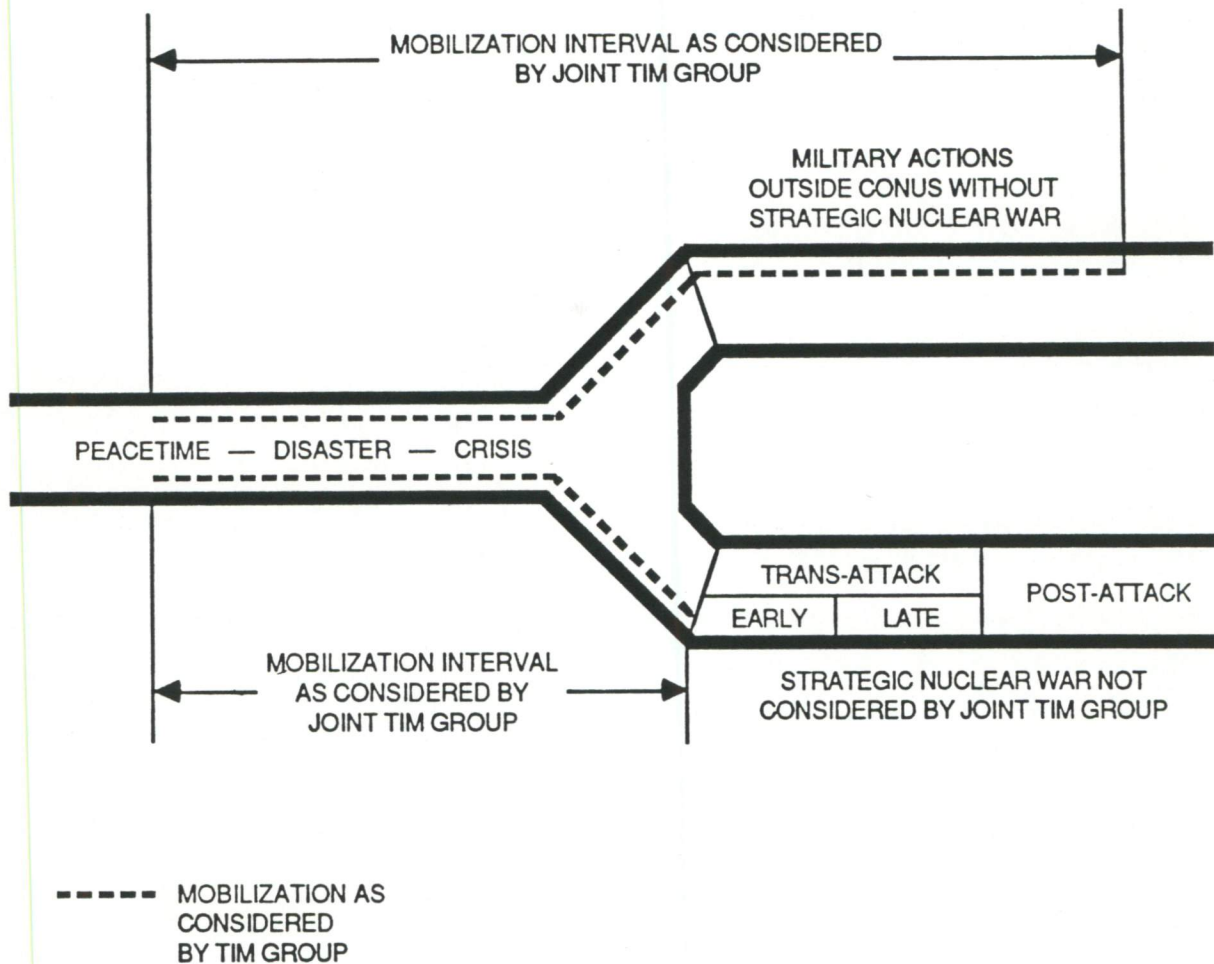 MOBILIZATION INTERVAL AS CONSIDERED
BY JOINT TIM GROUP
MILITARY ACTIONS
OUTSIDE CONUS WITHOUT
STRATEGIC NUCLEAR WAR
PEACETIME — DISASTER — CRISIS
TRANS-ATTACK
EARLY
LATE
POST-ATTACK
MOBILIZATION INTERVAL
AS CONSIDERED BY
JOINT TIM GROUP
STRATEGIC NUCLEAR WAR NOT
CONSIDERED BY JOINT TIM GROUP
MOBILIZATION AS
CONSIDERED
BY TIM GROUP